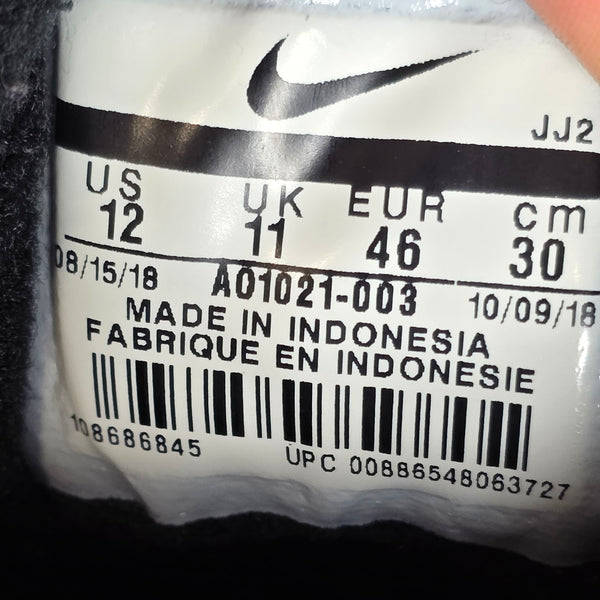 JJ2
US UK EUR cm
12 11 46 30
08/15/18 AO1021-003 10/09/18
MADE IN INDONESIA
FABRIQUE EN INDONESIE
108686845
UPC 00886548063727